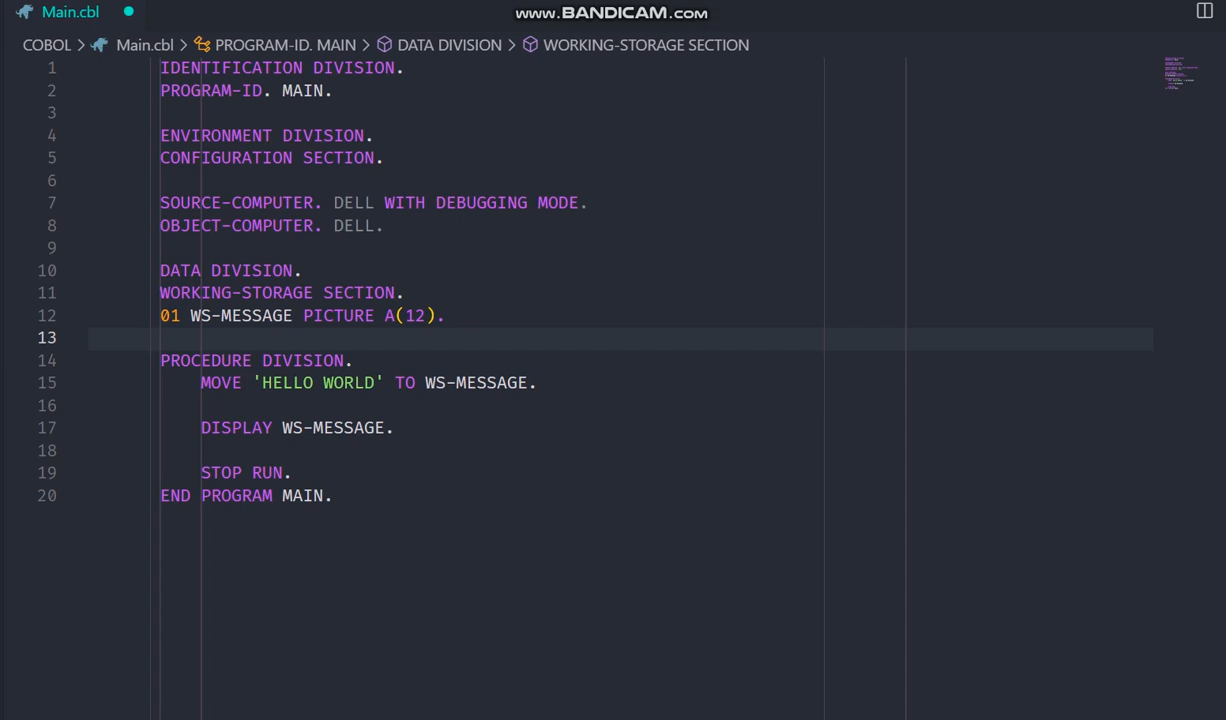 Main.cbl
www.BANDICAM.com
COBOL > Main.cbl > PROGRAM-ID. MAIN > DATA DIVISION > WORKING-STORAGE SECTION
1 IDENTIFICATION DIVISION.
2 PROGRAM-ID. MAIN.
3
4 ENVIRONMENT DIVISION.
5 CONFIGURATION SECTION.
6
7 SOURCE-COMPUTER. DELL WITH DEBUGGING MODE.
8 OBJECT-COMPUTER. DELL.
9
10 DATA DIVISION.
11 WORKING-STORAGE SECTION.
12 01 WS-MESSAGE PICTURE A(12).
13
14 PROCEDURE DIVISION.
15 MOVE 'HELLO WORLD' TO WS-MESSAGE.
16
17 DISPLAY WS-MESSAGE.
18
19 STOP RUN.
20 END PROGRAM MAIN.